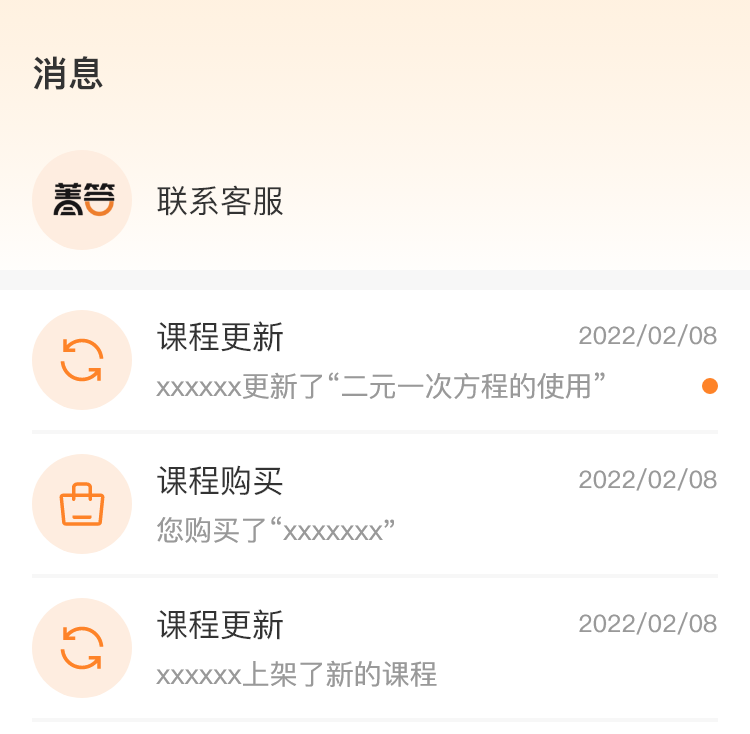 消息
善答
联系客服
课程更新
2022/02/08
xxxxxx更新了“二元一次方程的使用”
课程购买
2022/02/08
您购买了“xxxxxxx”
课程更新
2022/02/08
xxxxxx上架了新的课程